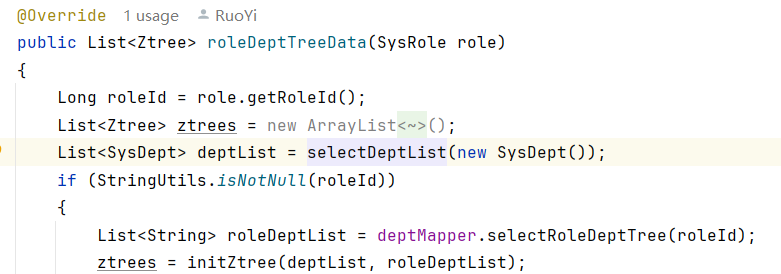 @Override 1 usage RuoYi
public List<Ztree> roleDeptTreeData(SysRole role)
{
Long roleId = role.getRoleId();
List<Ztree> ztrees = new ArrayList<~>();
List<SysDept> deptList = selectDeptList(new SysDept());
if (StringUtils.isNotNull(roleId))
{
List<String> roleDeptList = deptMapper.selectRoleDeptTree(roleId);
ztrees = initZtree(deptList, roleDeptList);